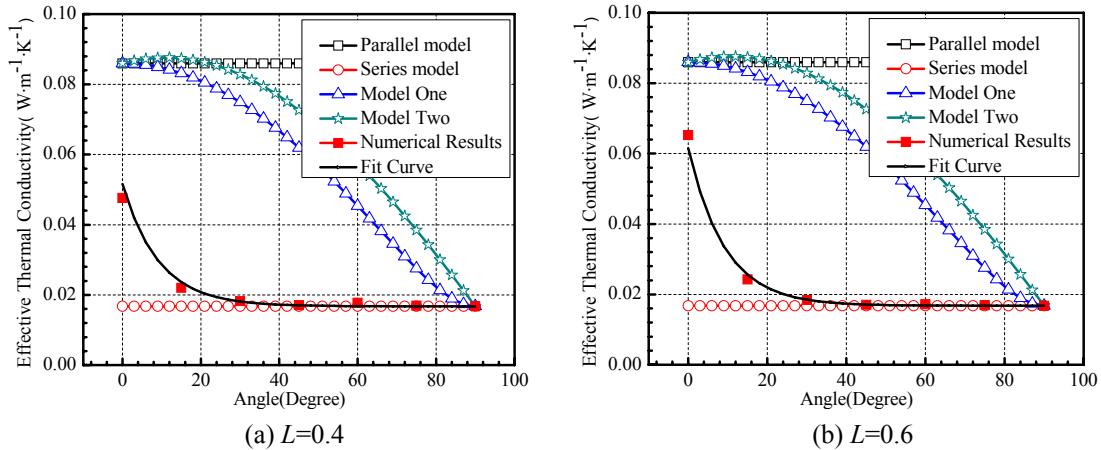 0.10
0.08
0.06
0.04
0.02
0.00
Effective Thermal Conductivity( W·m⁻¹·K⁻¹)
Parallel model
Series model
Model One
Model Two
Numerical Results
Fit Curve
0 20 40 60 80 100
Angle(Degree)
(a) L=0.4
0.10
0.08
0.06
0.04
0.02
0.00
Effective Thermal Conductivity( W·m⁻¹·K⁻¹)
Parallel model
Series model
Model One
Model Two
Numerical Results
Fit Curve
0 20 40 60 80 100
Angle(Degree)
(b) L=0.6